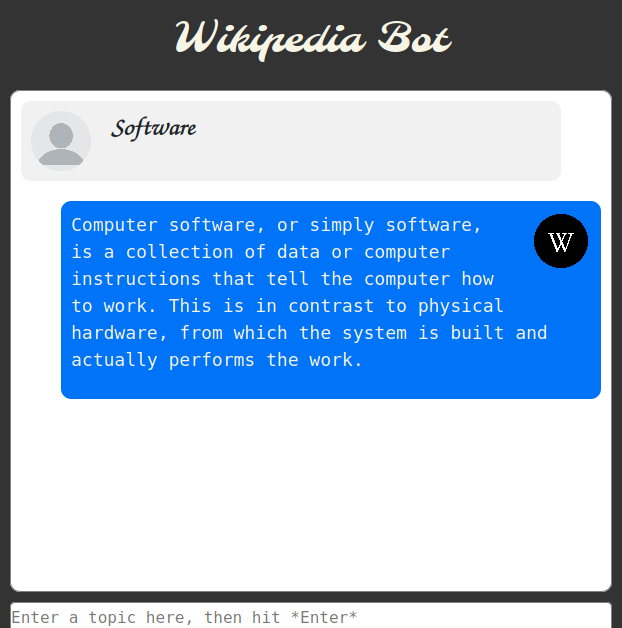 Wikipedia Bot
Software
Computer software, or simply software,
W
is a collection of data or computer
instructions that tell the computer how
to work. This is in contrast to physical
hardware, from which the system is built and
actually performs the work.
Enter a topic here, then hit *Enter*